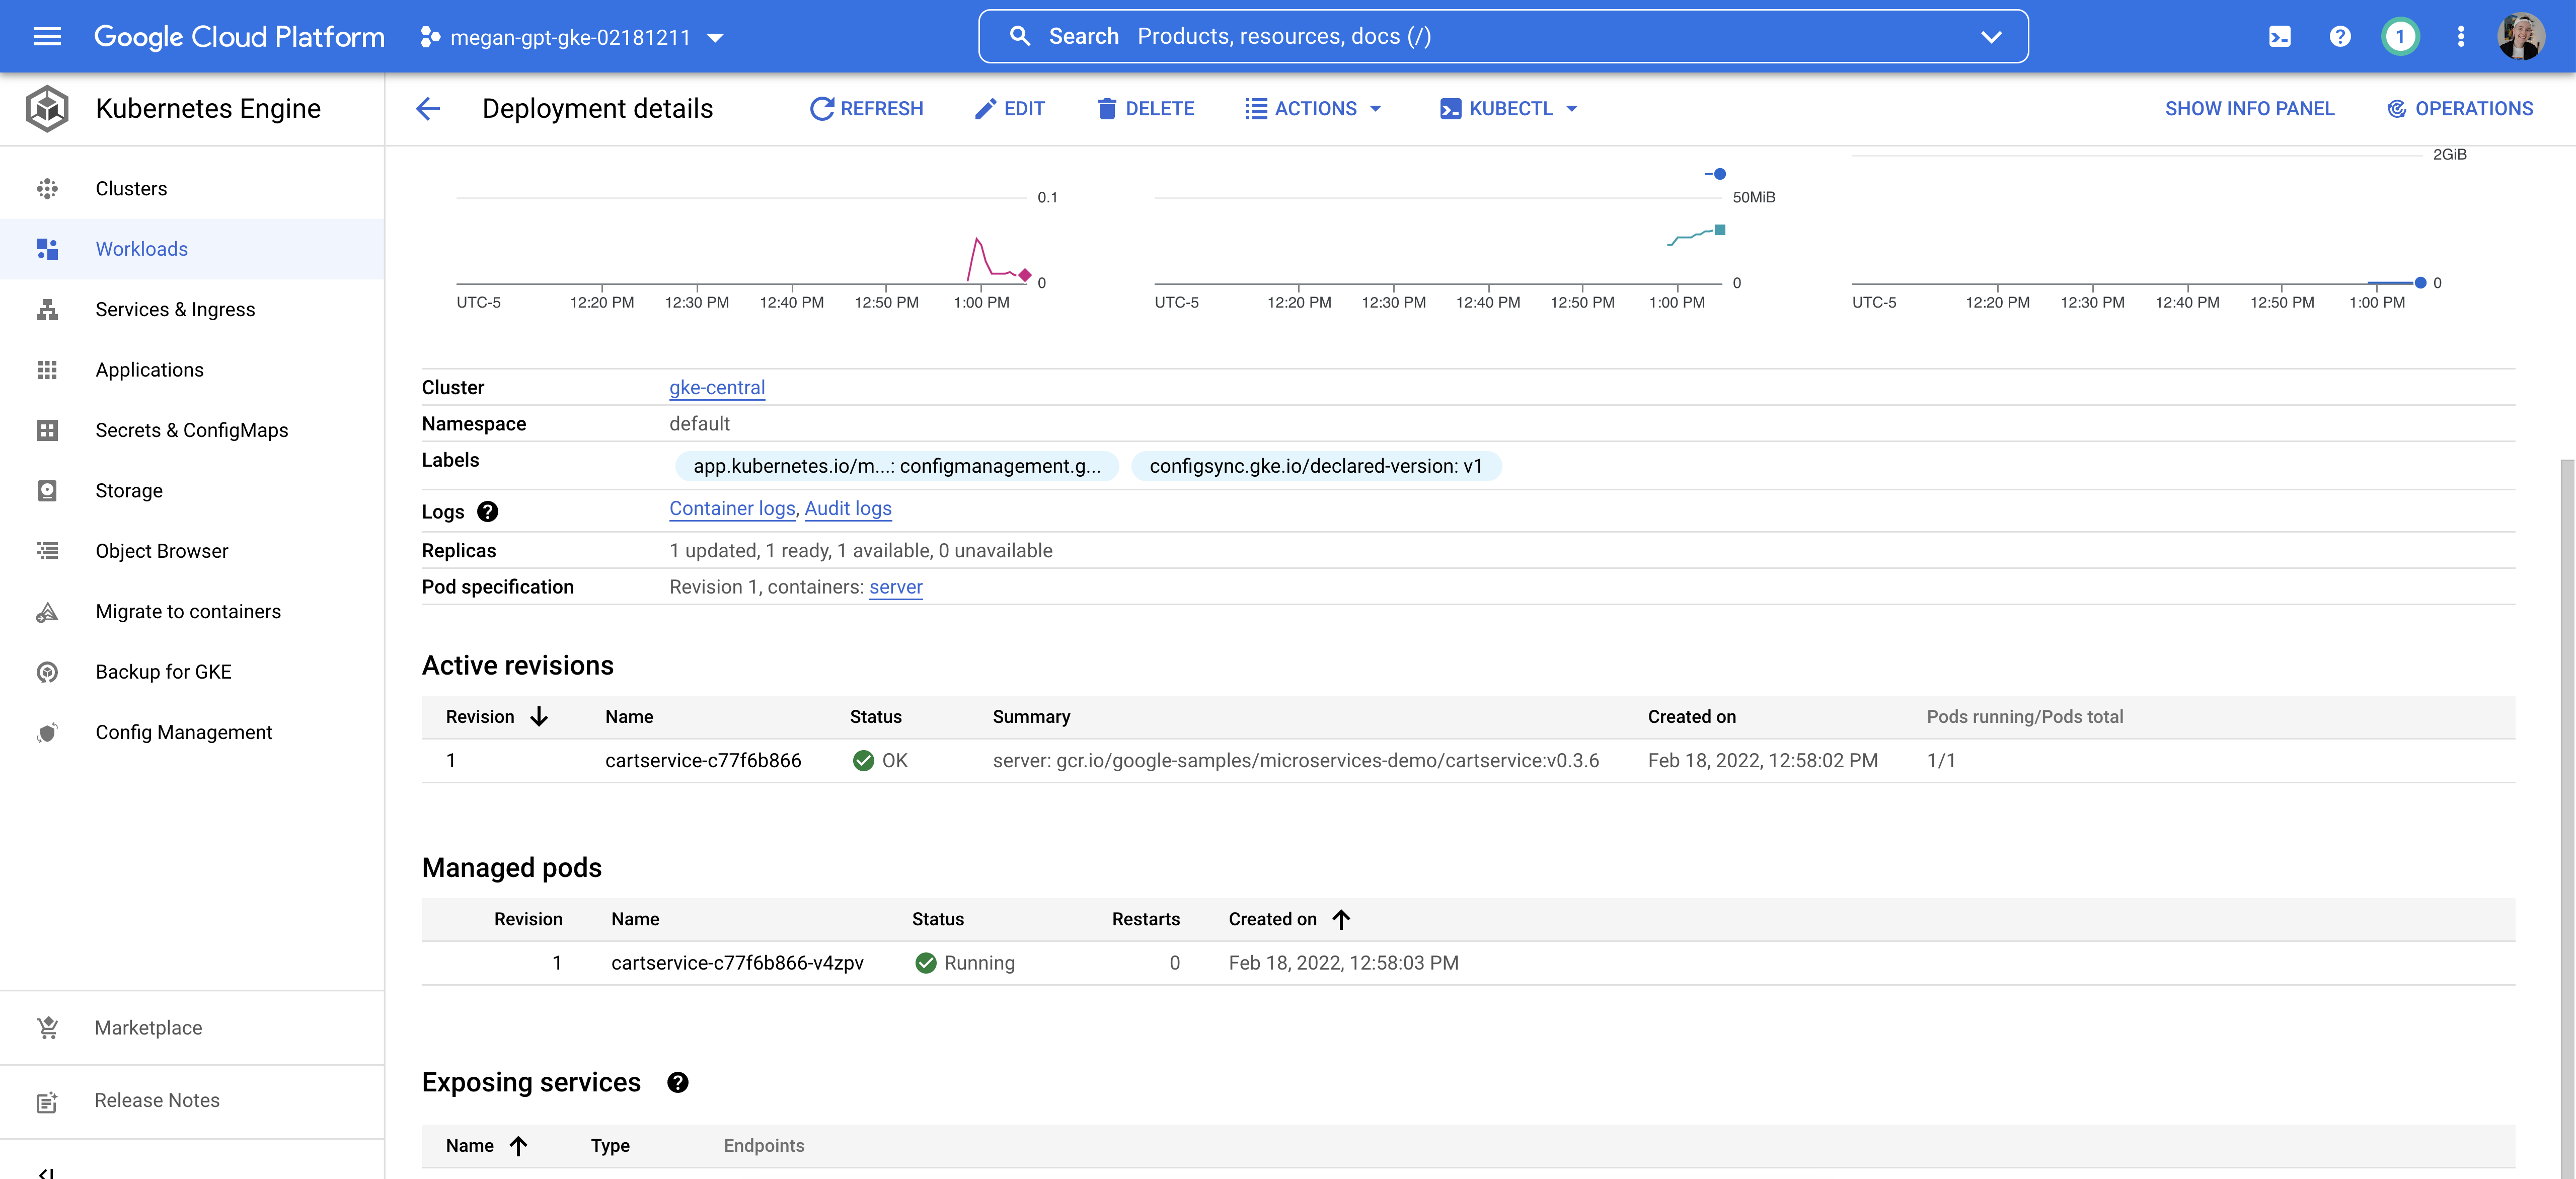 Google Cloud Platform megan-gpt-gke-02181211 Search Products, resources, docs (/) 1
Kubernetes Engine
Deployment details REFRESH EDIT DELETE ACTIONS KUBECTL SHOW INFO PANEL OPERATIONS
Clusters
Workloads
Services & Ingress
Applications
Secrets & ConfigMaps
Storage
Object Browser
Migrate to containers
Backup for GKE
Config Management
Marketplace
Release Notes
0.1
0
UTC-5 12:20 PM 12:30 PM 12:40 PM 12:50 PM 1:00 PM
50MiB
0
UTC-5 12:20 PM 12:30 PM 12:40 PM 12:50 PM 1:00 PM
2GiB
0
UTC-5 12:20 PM 12:30 PM 12:40 PM 12:50 PM 1:00 PM
Cluster gke-central
Namespace default
Labels app.kubernetes.io/m...: configmanagement.g... configsync.gke.io/declared-version: v1
Logs Container logs, Audit logs
Replicas 1 updated, 1 ready, 1 available, 0 unavailable
Pod specification Revision 1, containers: server
Active revisions
Revision Name Status Summary Created on Pods running/Pods total
1 cartservice-c77f6b866 OK server: gcr.io/google-samples/microservices-demo/cartservice:v0.3.6 Feb 18, 2022, 12:58:02 PM 1/1
Managed pods
Revision Name Status Restarts Created on
1 cartservice-c77f6b866-v4zpv Running 0 Feb 18, 2022, 12:58:03 PM
Exposing services
Name Type Endpoints